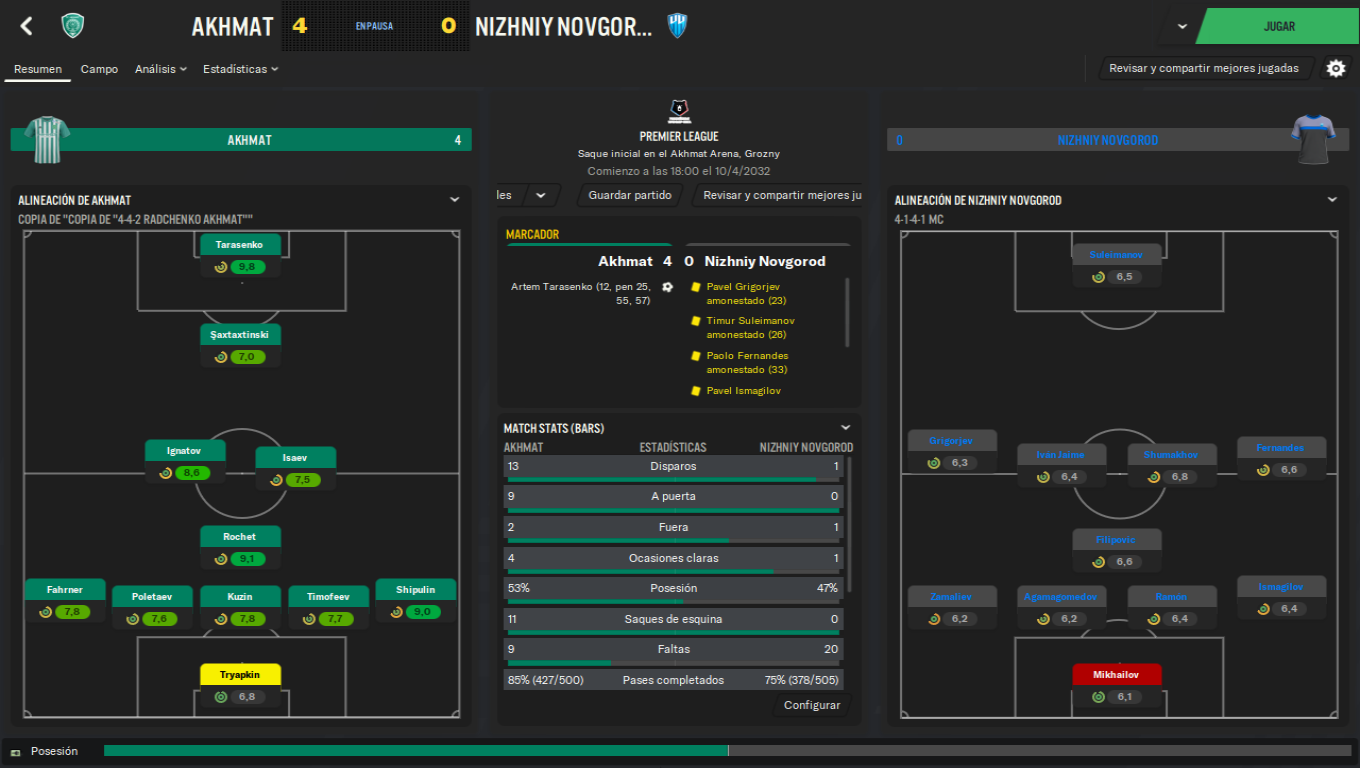 AKHMAT
4
EN PAUSA
0
NIZHNIY NOVGOR...
JUGAR
Resumen
Campo
Análisis
Estadísticas
Revisar y compartir mejores jugadas
AKHMAT
4
PREMIER LEAGUE
Saque inicial en el Akhmat Arena, Grozny
Comienzo a las 18:00 el 10/4/2032
les
Guardar partido
Revisar y compartir mejores ju
0
NIZHNIY NOVGOROD
ALINEACIÓN DE AKHMAT
COPIA DE "COPIA DE "4-4-2 RADCHENKO AKHMAT""
Tarasenko
9,8
Şaxtaxtinski
7,0
Ignatov
8,6
Isaev
7,5
Rochet
9,1
Fahrner
7,8
Poletaev
7,6
Kuzin
7,8
Timofeev
7,7
Shipulin
9,0
Tryapkin
6,8
MARCADOR
Akhmat 4 0 Nizhniy Novgorod
Artem Tarasenko (12, pen 25,
55, 57)
Pavel Grigorjev
amonestado (23)
Timur Suleimanov
amonestado (26)
Paolo Fernandes
amonestado (33)
Pavel Ismagilov
MATCH STATS (BARS)
AKHMAT ESTADÍSTICAS NIZHNIY NOVGOROD
13 Disparos 1
9 A puerta 0
2 Fuera 1
4 Ocasiones claras 1
53% Posesión 47%
11 Saques de esquina 0
9 Faltas 20
85% (427/500) Pases completados 75% (378/505)
Configurar
ALINEACIÓN DE NIZHNIY NOVGOROD
4-1-4-1 MC
Suleimanov
6,5
Grigorjev
6,3
Iván Jaime
6,4
Shumakhov
6,8
Fernandes
6,6
Filipovic
6,6
Zemeliev
6,2
Agamagomedov
6,2
Ramón
6,4
Ismagilov
6,4
Mikhailov
6,1
Posesión